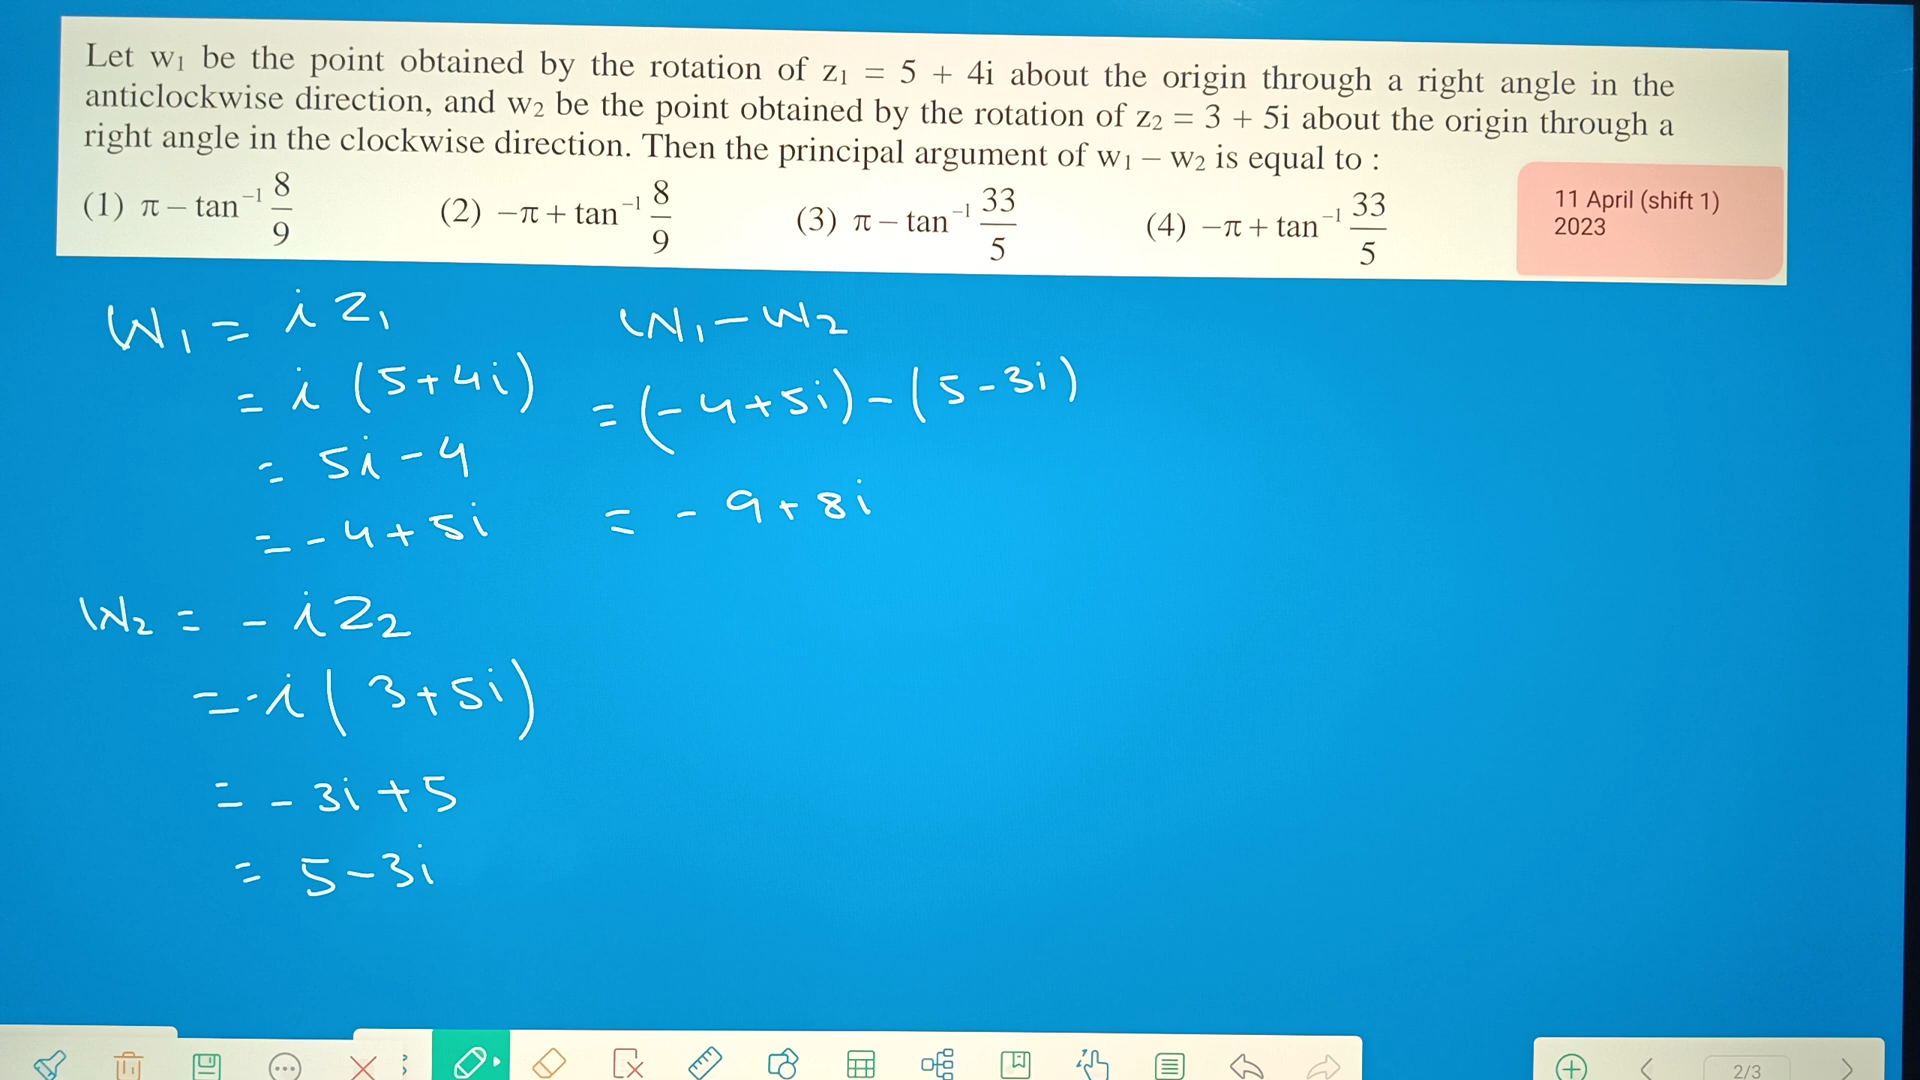 Let w₁ be the point obtained by the rotation of z₁ = 5 + 4i about the origin through a right angle in the
anticlockwise direction, and w₂ be the point obtained by the rotation of z₂ = 3 + 5i about the origin through a
right angle in the clockwise direction. Then the principal argument of w₁ – w₂ is equal to :
(1) π – tan⁻¹ 8/9 (2) –π + tan⁻¹ 8/9 (3) π – tan⁻¹ 33/5 (4) –π + tan⁻¹ 33/5
11 April (shift 1)
2023
W₁ = i z₁
= i (5+4i)
= 5i – 4
= – 4 + 5i
W₂ = – i z₂
= -i (3+5i)
= – 3i + 5
= 5 – 3i
W₁ – W₂
= (– 4+5i) – (5 – 3i)
= – 9 + 8i
2/3